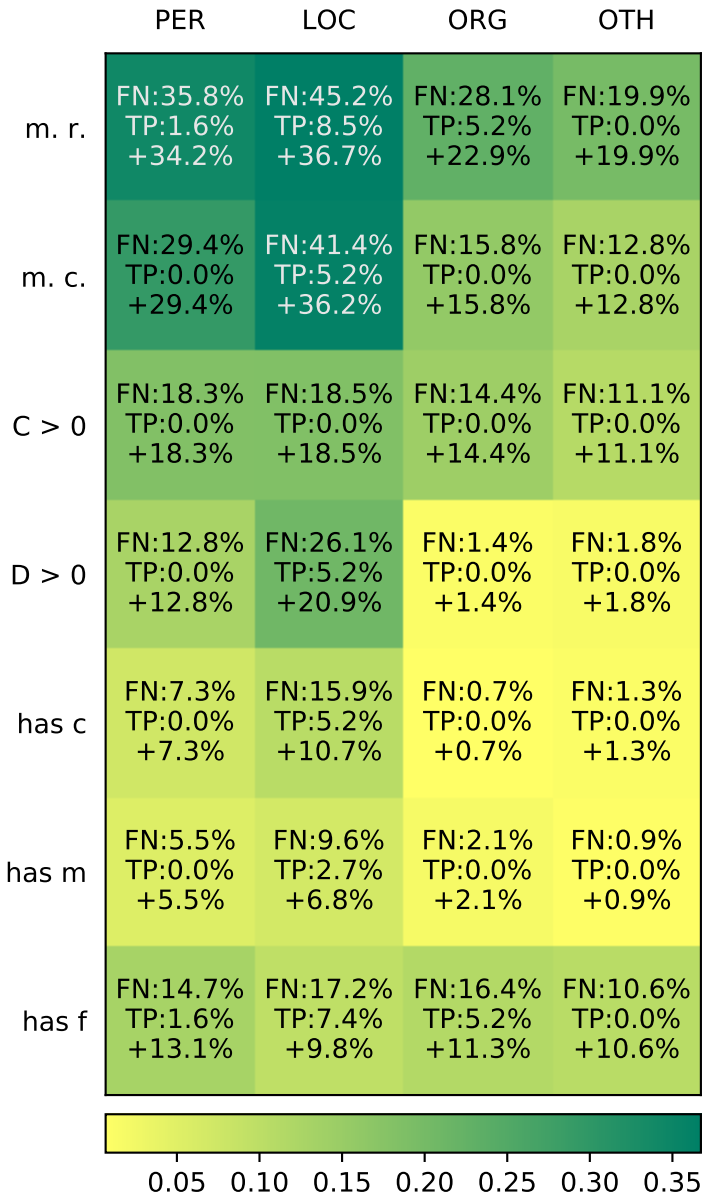 PER LOC ORG OTH
m. r.
FN:35.8% FN:45.2% FN:28.1% FN:19.9%
TP:1.6% TP:8.5% TP:5.2% TP:0.0%
+34.2% +36.7% +22.9% +19.9%
m. c.
FN:29.4% FN:41.4% FN:15.8% FN:12.8%
TP:0.0% TP:5.2% TP:0.0% TP:0.0%
+29.4% +36.2% +15.8% +12.8%
C > 0
FN:18.3% FN:18.5% FN:14.4% FN:11.1%
TP:0.0% TP:0.0% TP:0.0% TP:0.0%
+18.3% +18.5% +14.4% +11.1%
D > 0
FN:12.8% FN:26.1% FN:1.4% FN:1.8%
TP:0.0% TP:5.2% TP:0.0% TP:0.0%
+12.8% +20.9% +1.4% +1.8%
has c
FN:7.3% FN:15.9% FN:0.7% FN:1.3%
TP:0.0% TP:5.2% TP:0.0% TP:0.0%
+7.3% +10.7% +0.7% +1.3%
has m
FN:5.5% FN:9.6% FN:2.1% FN:0.9%
TP:0.0% TP:2.7% TP:0.0% TP:0.0%
+5.5% +6.8% +2.1% +0.9%
has f
FN:14.7% FN:17.2% FN:16.4% FN:10.6%
TP:1.6% TP:7.4% TP:5.2% TP:0.0%
+13.1% +9.8% +11.3% +10.6%
0.05 0.10 0.15 0.20 0.25 0.30 0.35